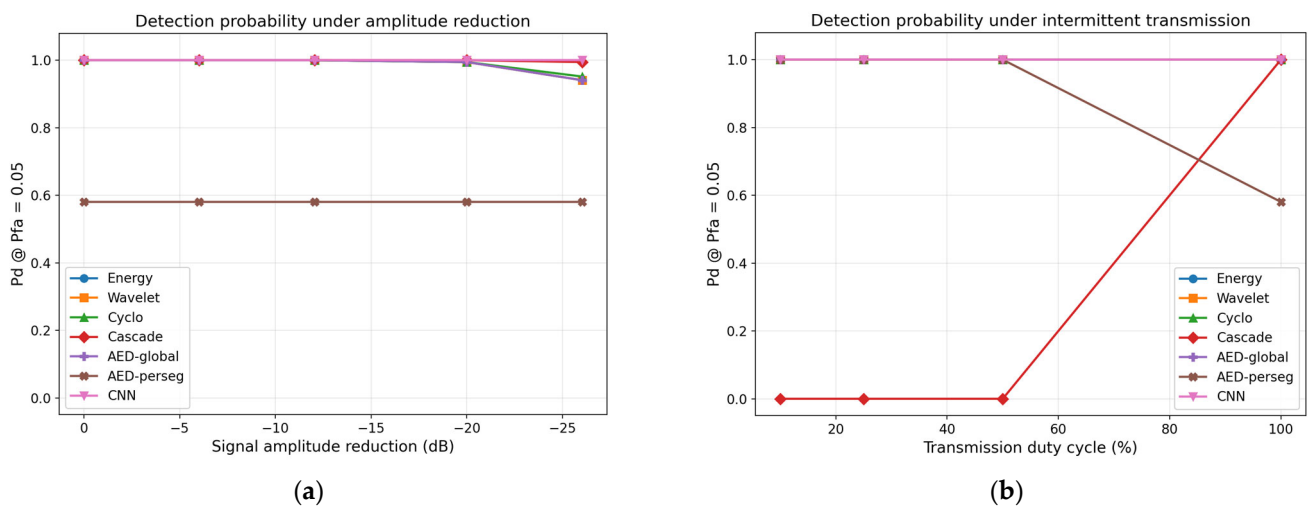 Detection probability under amplitude reduction
Pd @ Pfa = 0.05
1.0
0.8
0.6
0.4
0.2
0.0
Energy
Wavelet
Cyclo
Cascade
AED-global
AED-perseg
CNN
0 −5 −10 −15 −20 −25
Signal amplitude reduction (dB)
(a)
Detection probability under intermittent transmission
Pd @ Pfa = 0.05
1.0
0.8
0.6
0.4
0.2
0.0
Energy
Wavelet
Cyclo
Cascade
AED-global
AED-perseg
CNN
20 40 60 80 100
Transmission duty cycle (%)
(b)